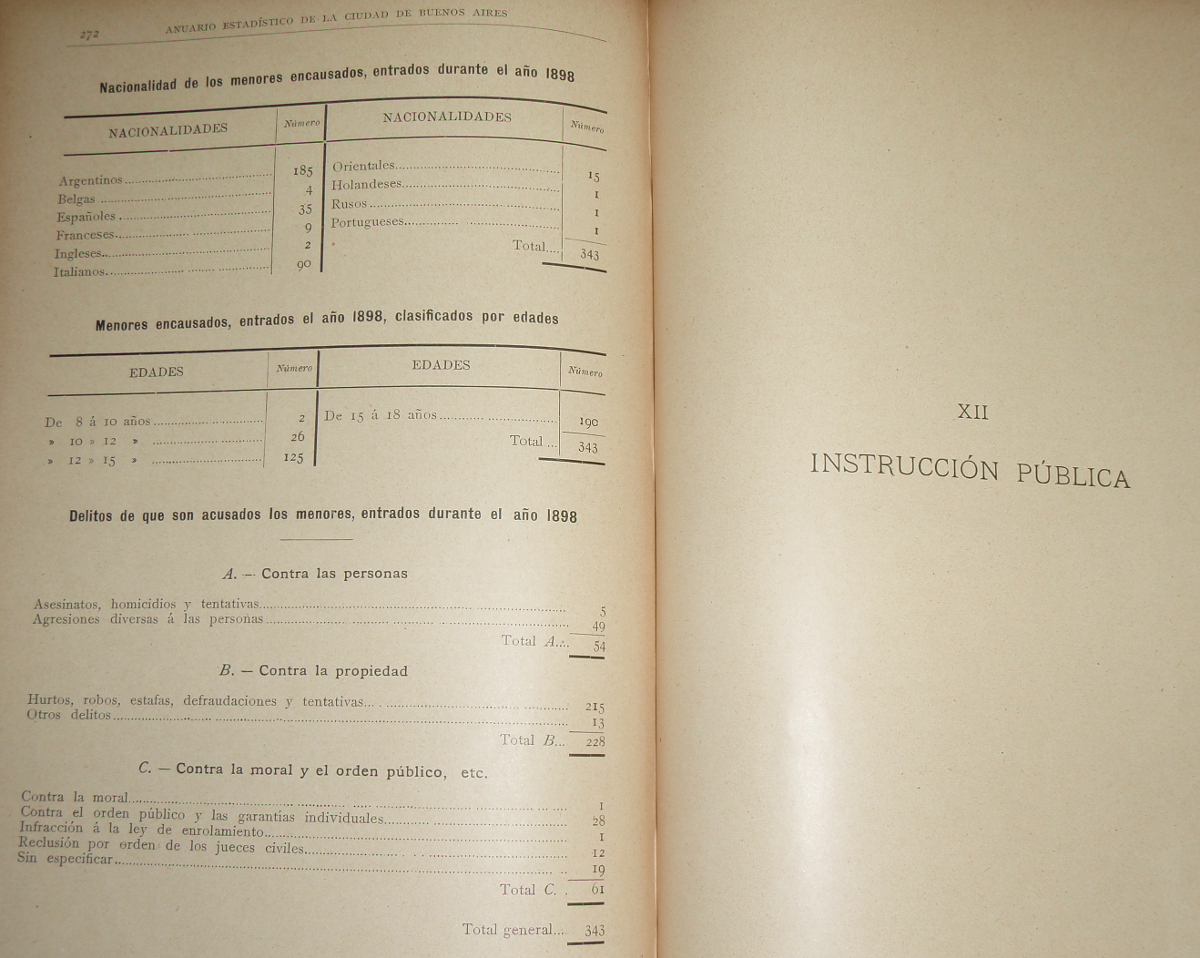 272 ANUARIO ESTADÍSTICO DE LA CIUDAD DE BUENOS AIRES
Nacionalidad de los menores encausados, entrados durante el año 1898
NACIONALIDADES Número NACIONALIDADES Número
Argentinos 185 Orientales 15
Belgas 4 Holandeses 1
Españoles 35 Rusos 1
Franceses 9 Portugueses 1
Ingleses 2 Total 343
Italianos 90
Menores encausados, entrados el año 1898, clasificados por edades
EDADES Número EDADES Número
De 8 á 10 años 2 De 15 á 18 años 190
» 10 » 12 » 26 Total 343
» 12 » 15 » 125
Delitos de que son acusados los menores, entrados durante el año 1898
A. — Contra las personas
Asesinatos, homicidios y tentativas 5
Agresiones diversas á las personas 49
Total A 54
B. — Contra la propiedad
Hurtos, robos, estafas, defraudaciones y tentativas 215
Otros delitos 13
Total B 228
C. — Contra la moral y el orden público, etc.
Contra la moral 1
Contra el orden público y las garantías individuales 28
Infracción á la ley de enrolamiento 1
Reclusión por orden de los jueces civiles 12
Sin especificar 19
Total C 61
Total general 343
XII
INSTRUCCIÓN PÚBLICA